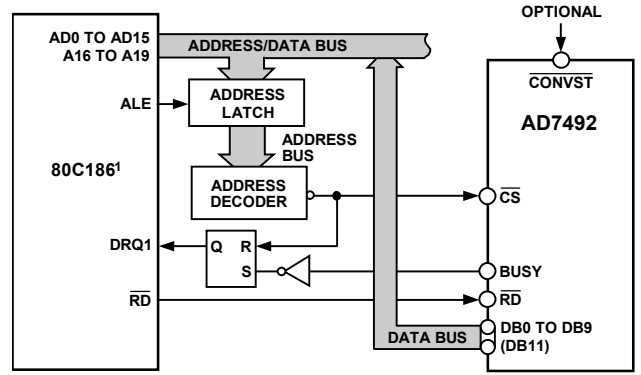 OPTIONAL
AD0 TO AD15
A16 TO A19
ADDRESS/DATA BUS
CONVST
ALE
ADDRESS
LATCH
AD7492
ADDRESS
BUS
80C186¹
ADDRESS
DECODER
CS
DRQ1
Q R
S
BUSY
RD
RD
DATA BUS
DB0 TO DB9
(DB11)